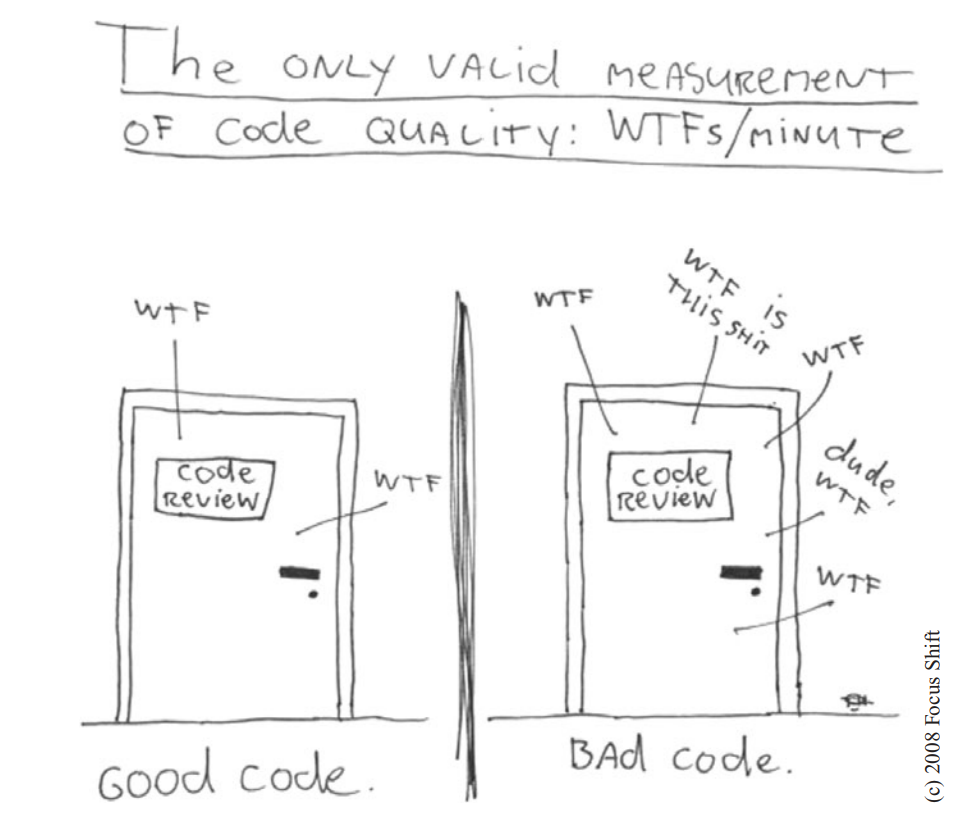 The ONLY VALid MEASUREMENT
OF Code QUALITY: WTFs/MINUTE
WTF
code
REVIEW
WTF
GOOD code.
WTF
WTF IS
THIS SHIT
WTF
code
REVIEW
dude,
WTF
WTF
BAd code.
(c) 2008 Focus Shift